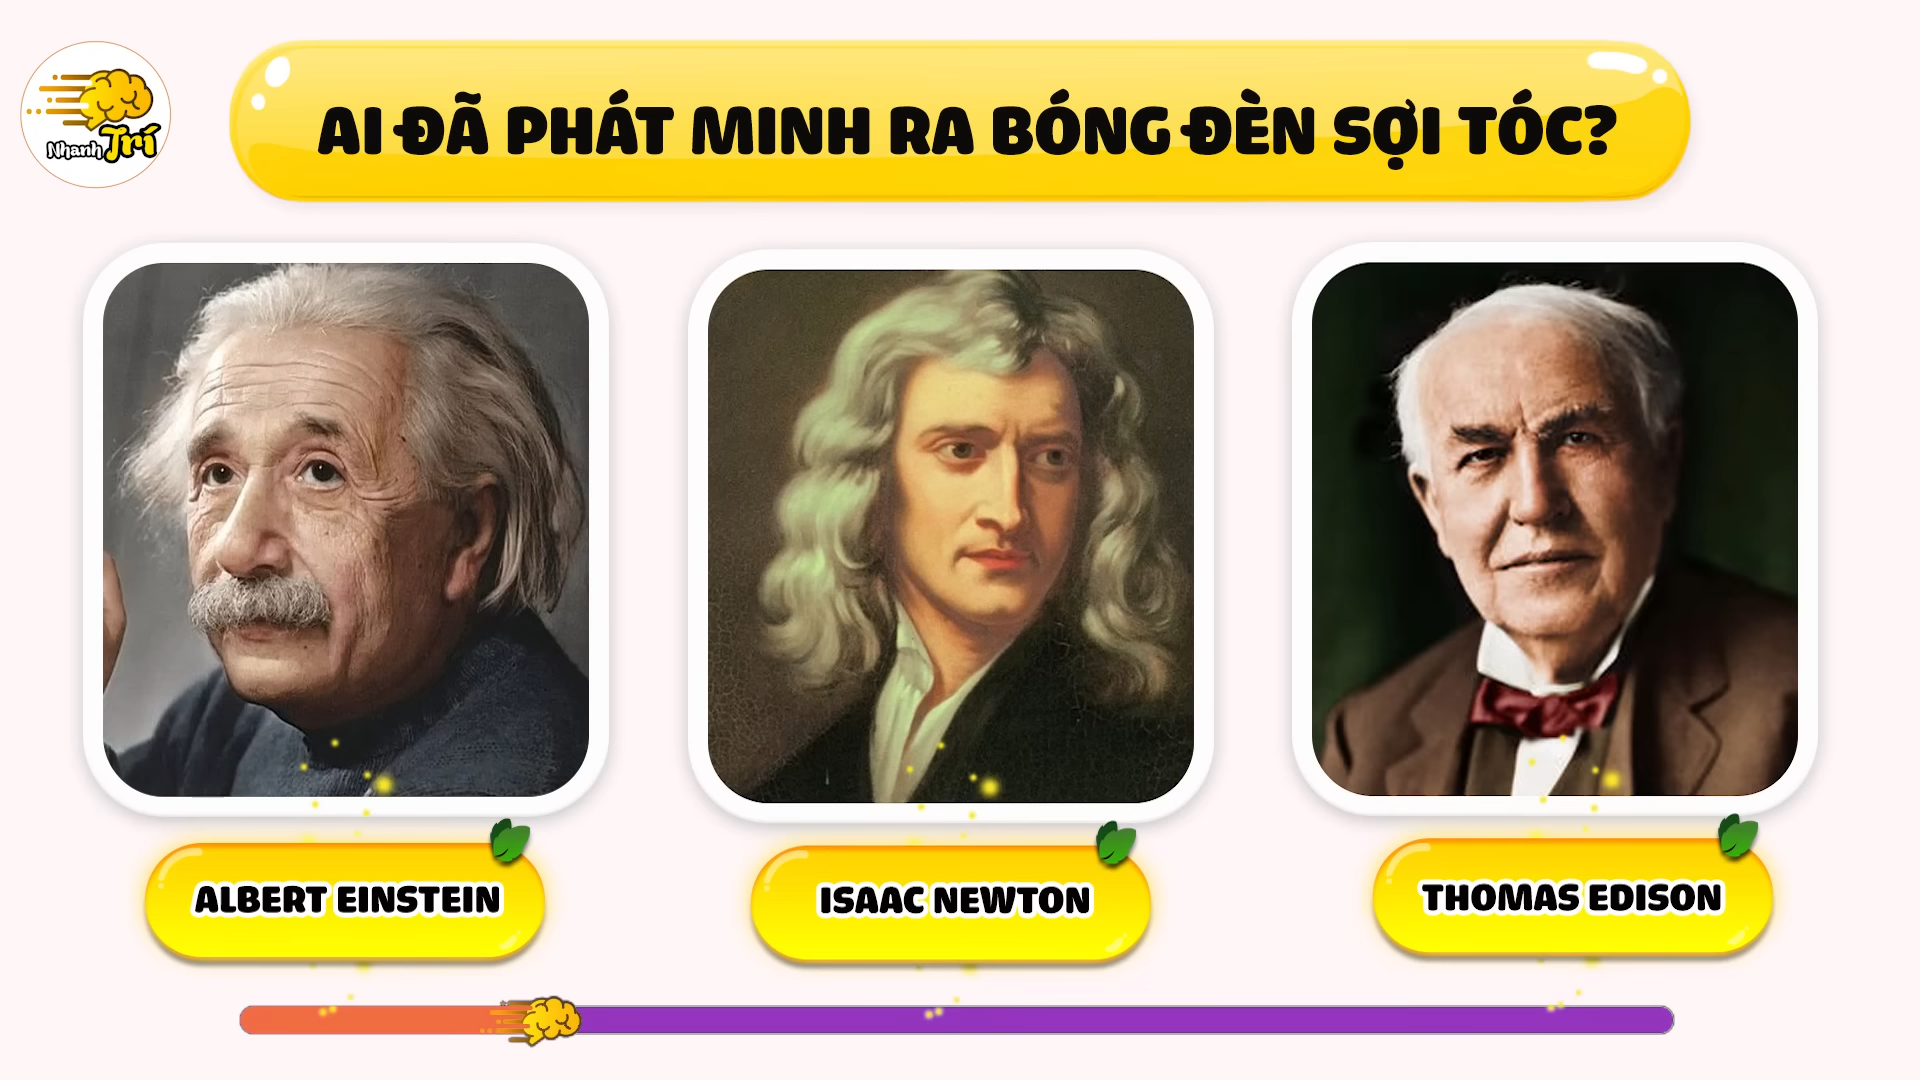 Nhanh Trí
AI ĐÃ PHÁT MINH RA BÓNG ĐÈN SỢI TÓC?
ALBERT EINSTEIN
ISAAC NEWTON
THOMAS EDISON